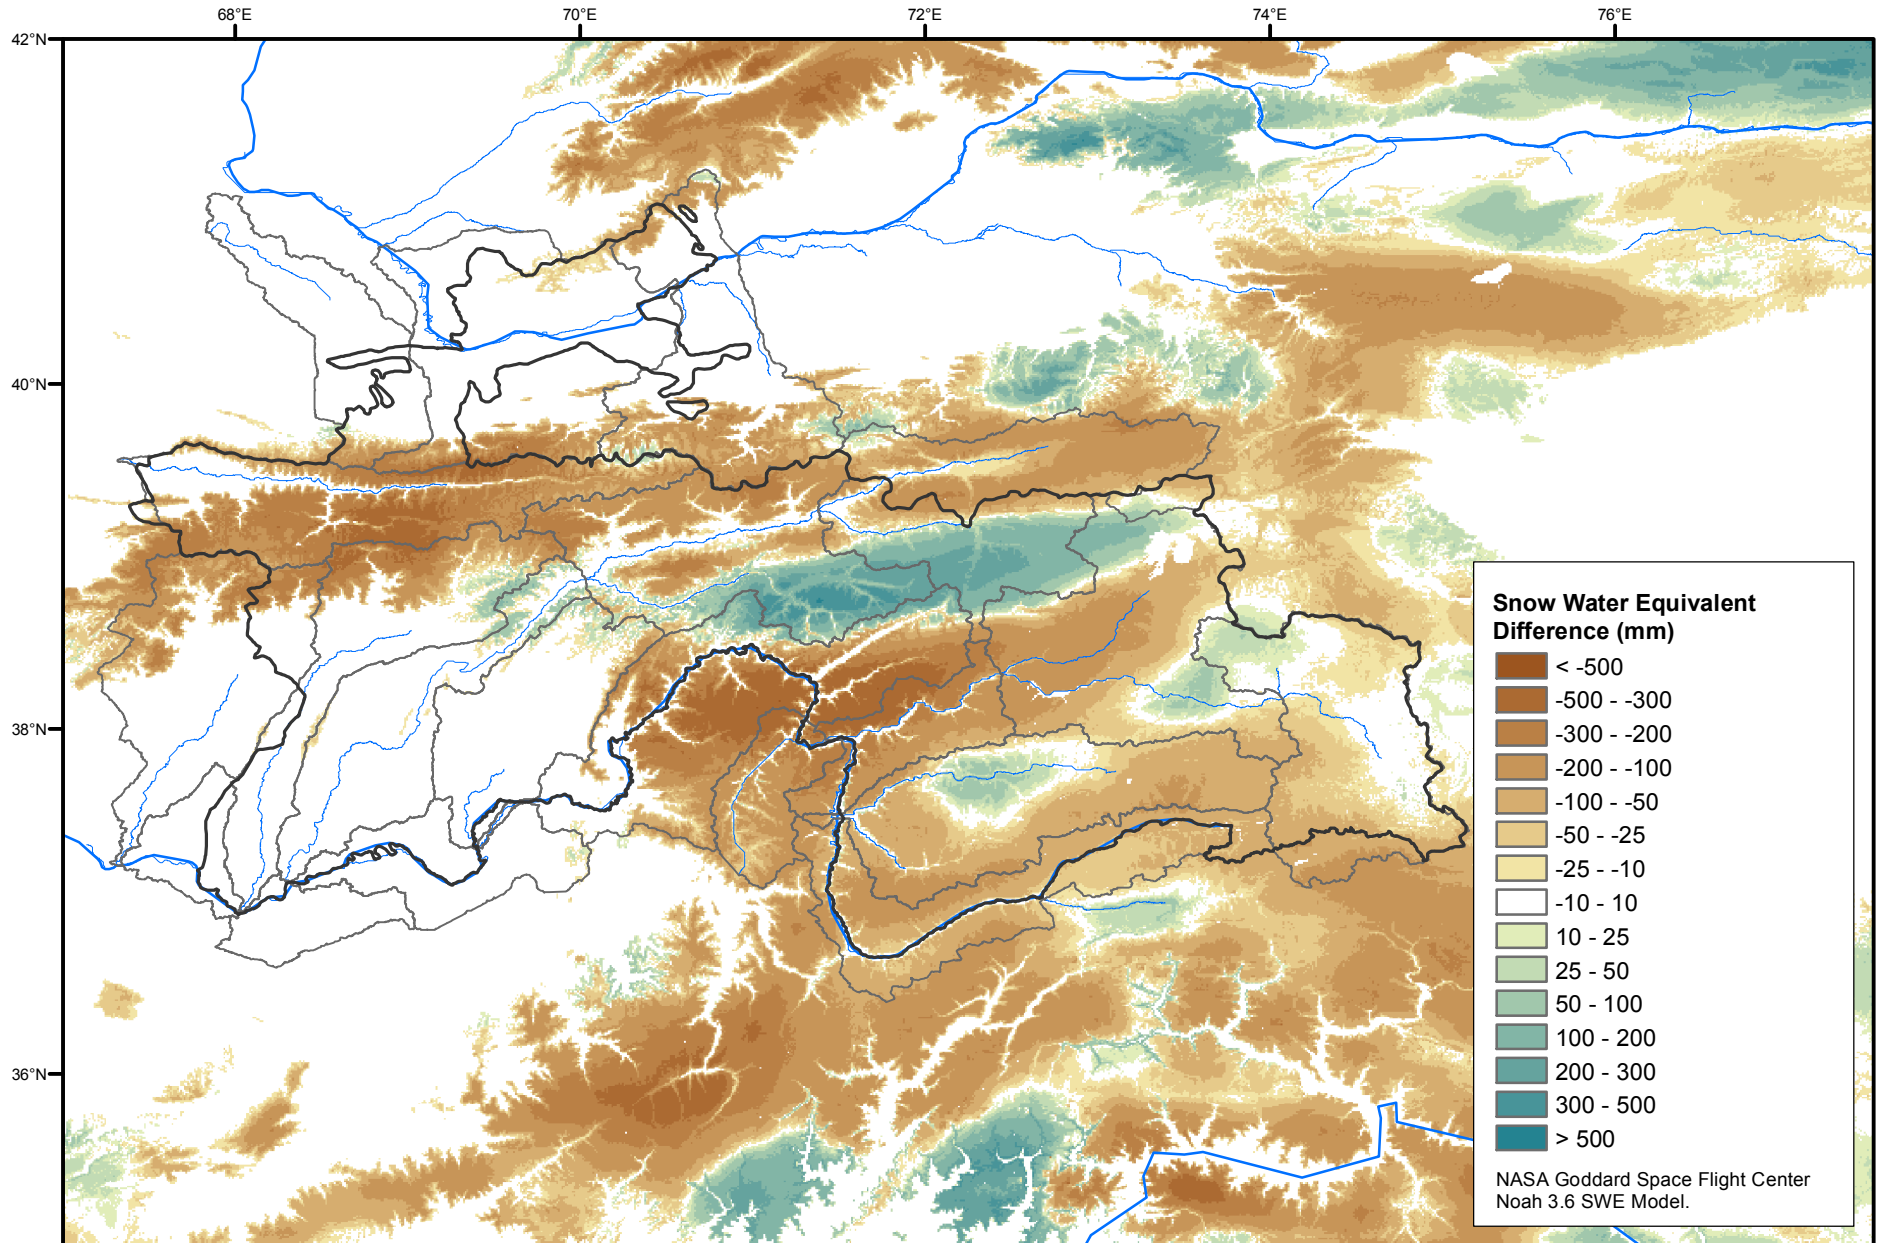 68°E
70°E
72°E
74°E
76°E
42°N
40°N
38°N
36°N
Snow Water Equivalent
Difference (mm)
< -500
-500 - -300
-300 - -200
-200 - -100
-100 - -50
-50 - -25
-25 - -10
-10 - 10
10 - 25
25 - 50
50 - 100
100 - 200
200 - 300
300 - 500
> 500
NASA Goddard Space Flight Center
Noah 3.6 SWE Model.